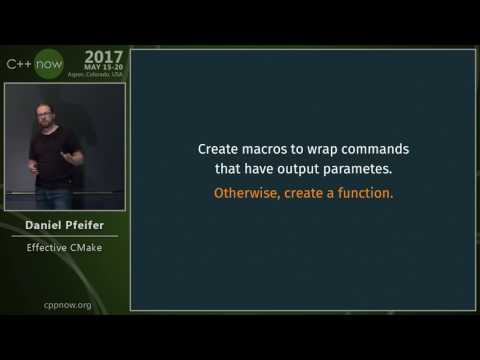 C++ now
2017
MAY 15-20
Aspen, Colorado, USA
Create macros to wrap commands
that have output parametes.
Otherwise, create a function.
Daniel Pfeifer
Effective CMake
cppnow.org